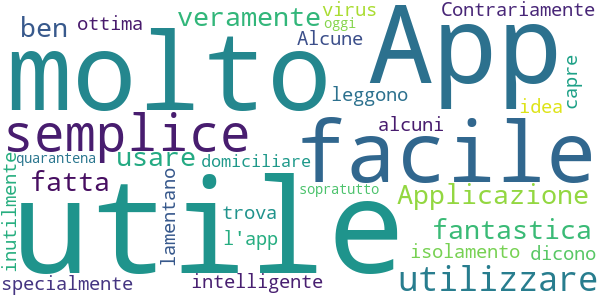 ben
ottima
veramente
virus
oggi
Alcune
App
Contrariamente
molto
leggono
capre
idea
semplice
alcuni
facile
quarantena
usare
domiciliare
inutilmente
fatta
lamentano
utile
sopratutto
Applicazione
trova
l'app
fantastica
isolamento
dicono
specialmente
intelligente
utilizzare